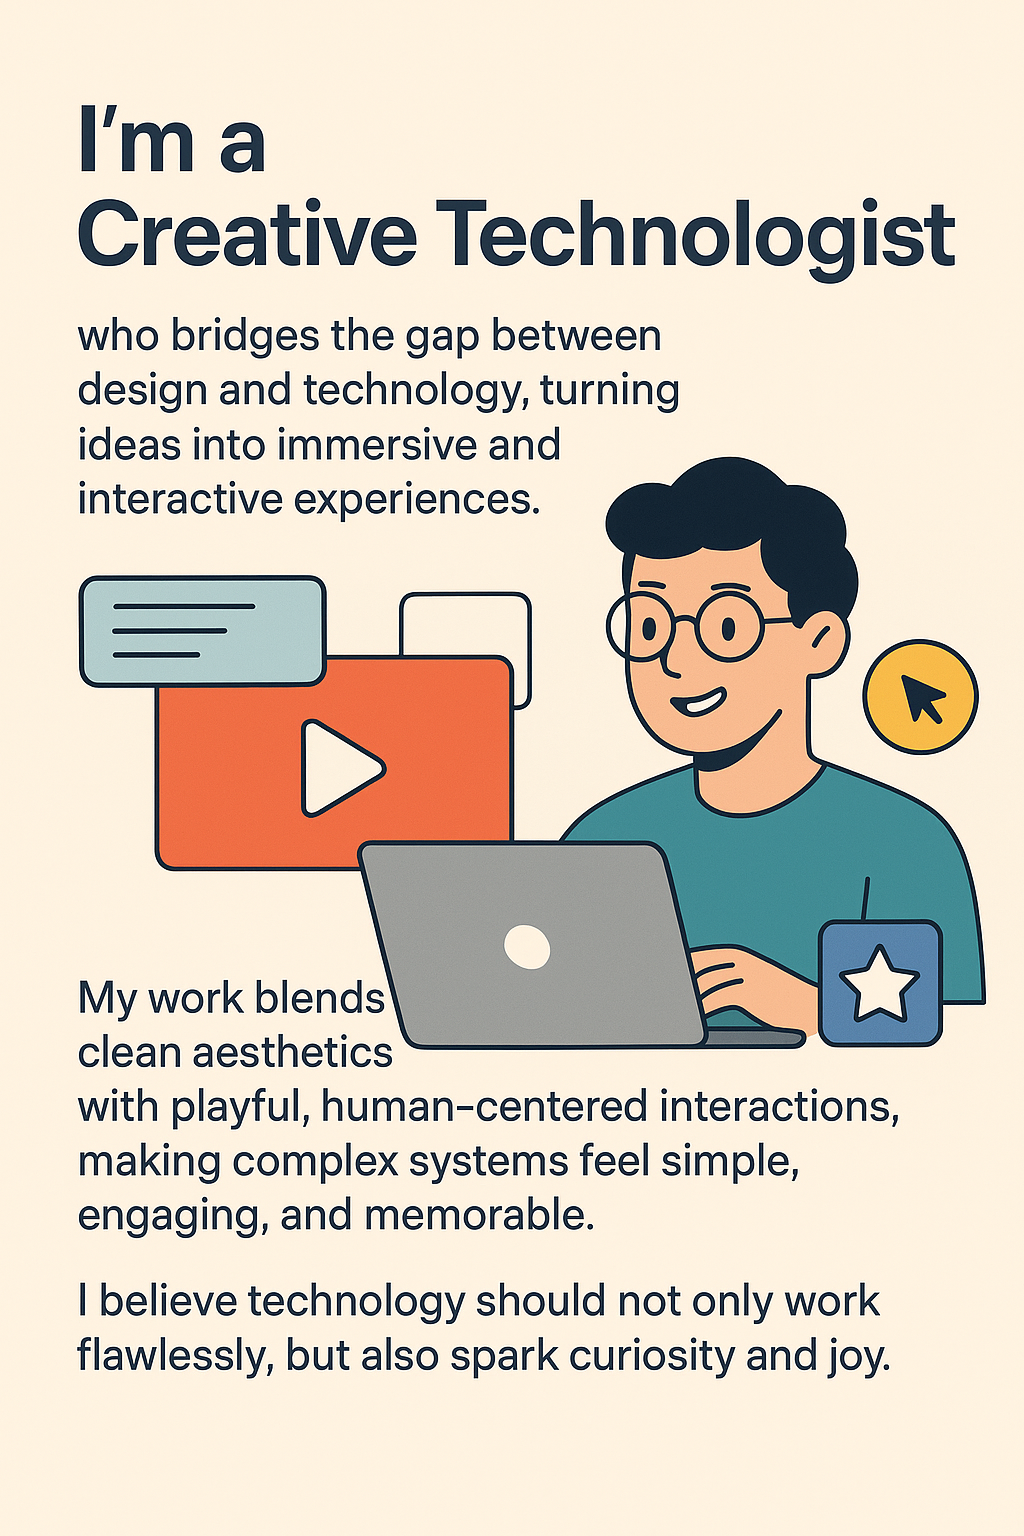 I’m a
Creative Technologist
who bridges the gap between
design and technology, turning
ideas into immersive and
interactive experiences.
My work blends
clean aesthetics
with playful, human–centered interactions,
making complex systems feel simple,
engaging, and memorable.
I believe technology should not only work
flawlessly, but also spark curiosity and joy.